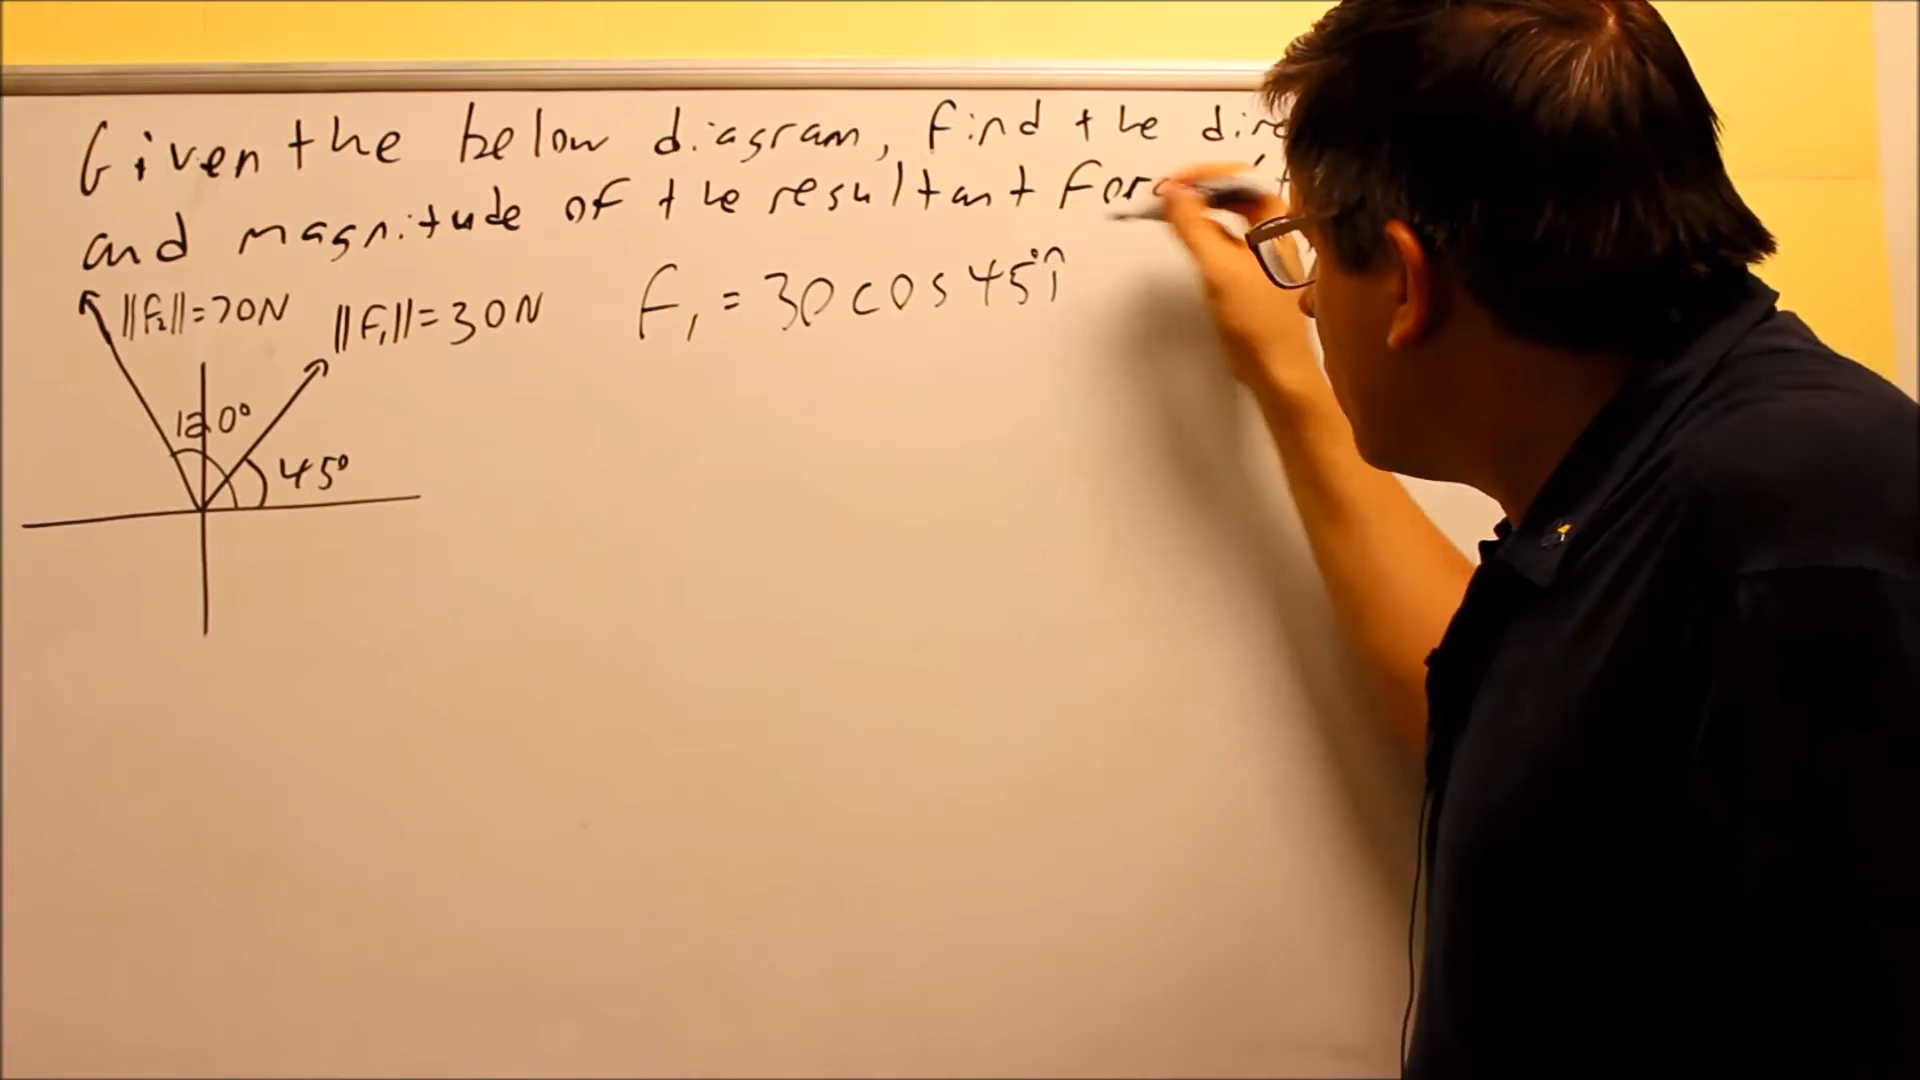 Given the below diagram, find the
and magnitude of the resultant
||F₂|| = 70N
||F₁|| = 30N
F₁ = 30cos45°î
120°
45°